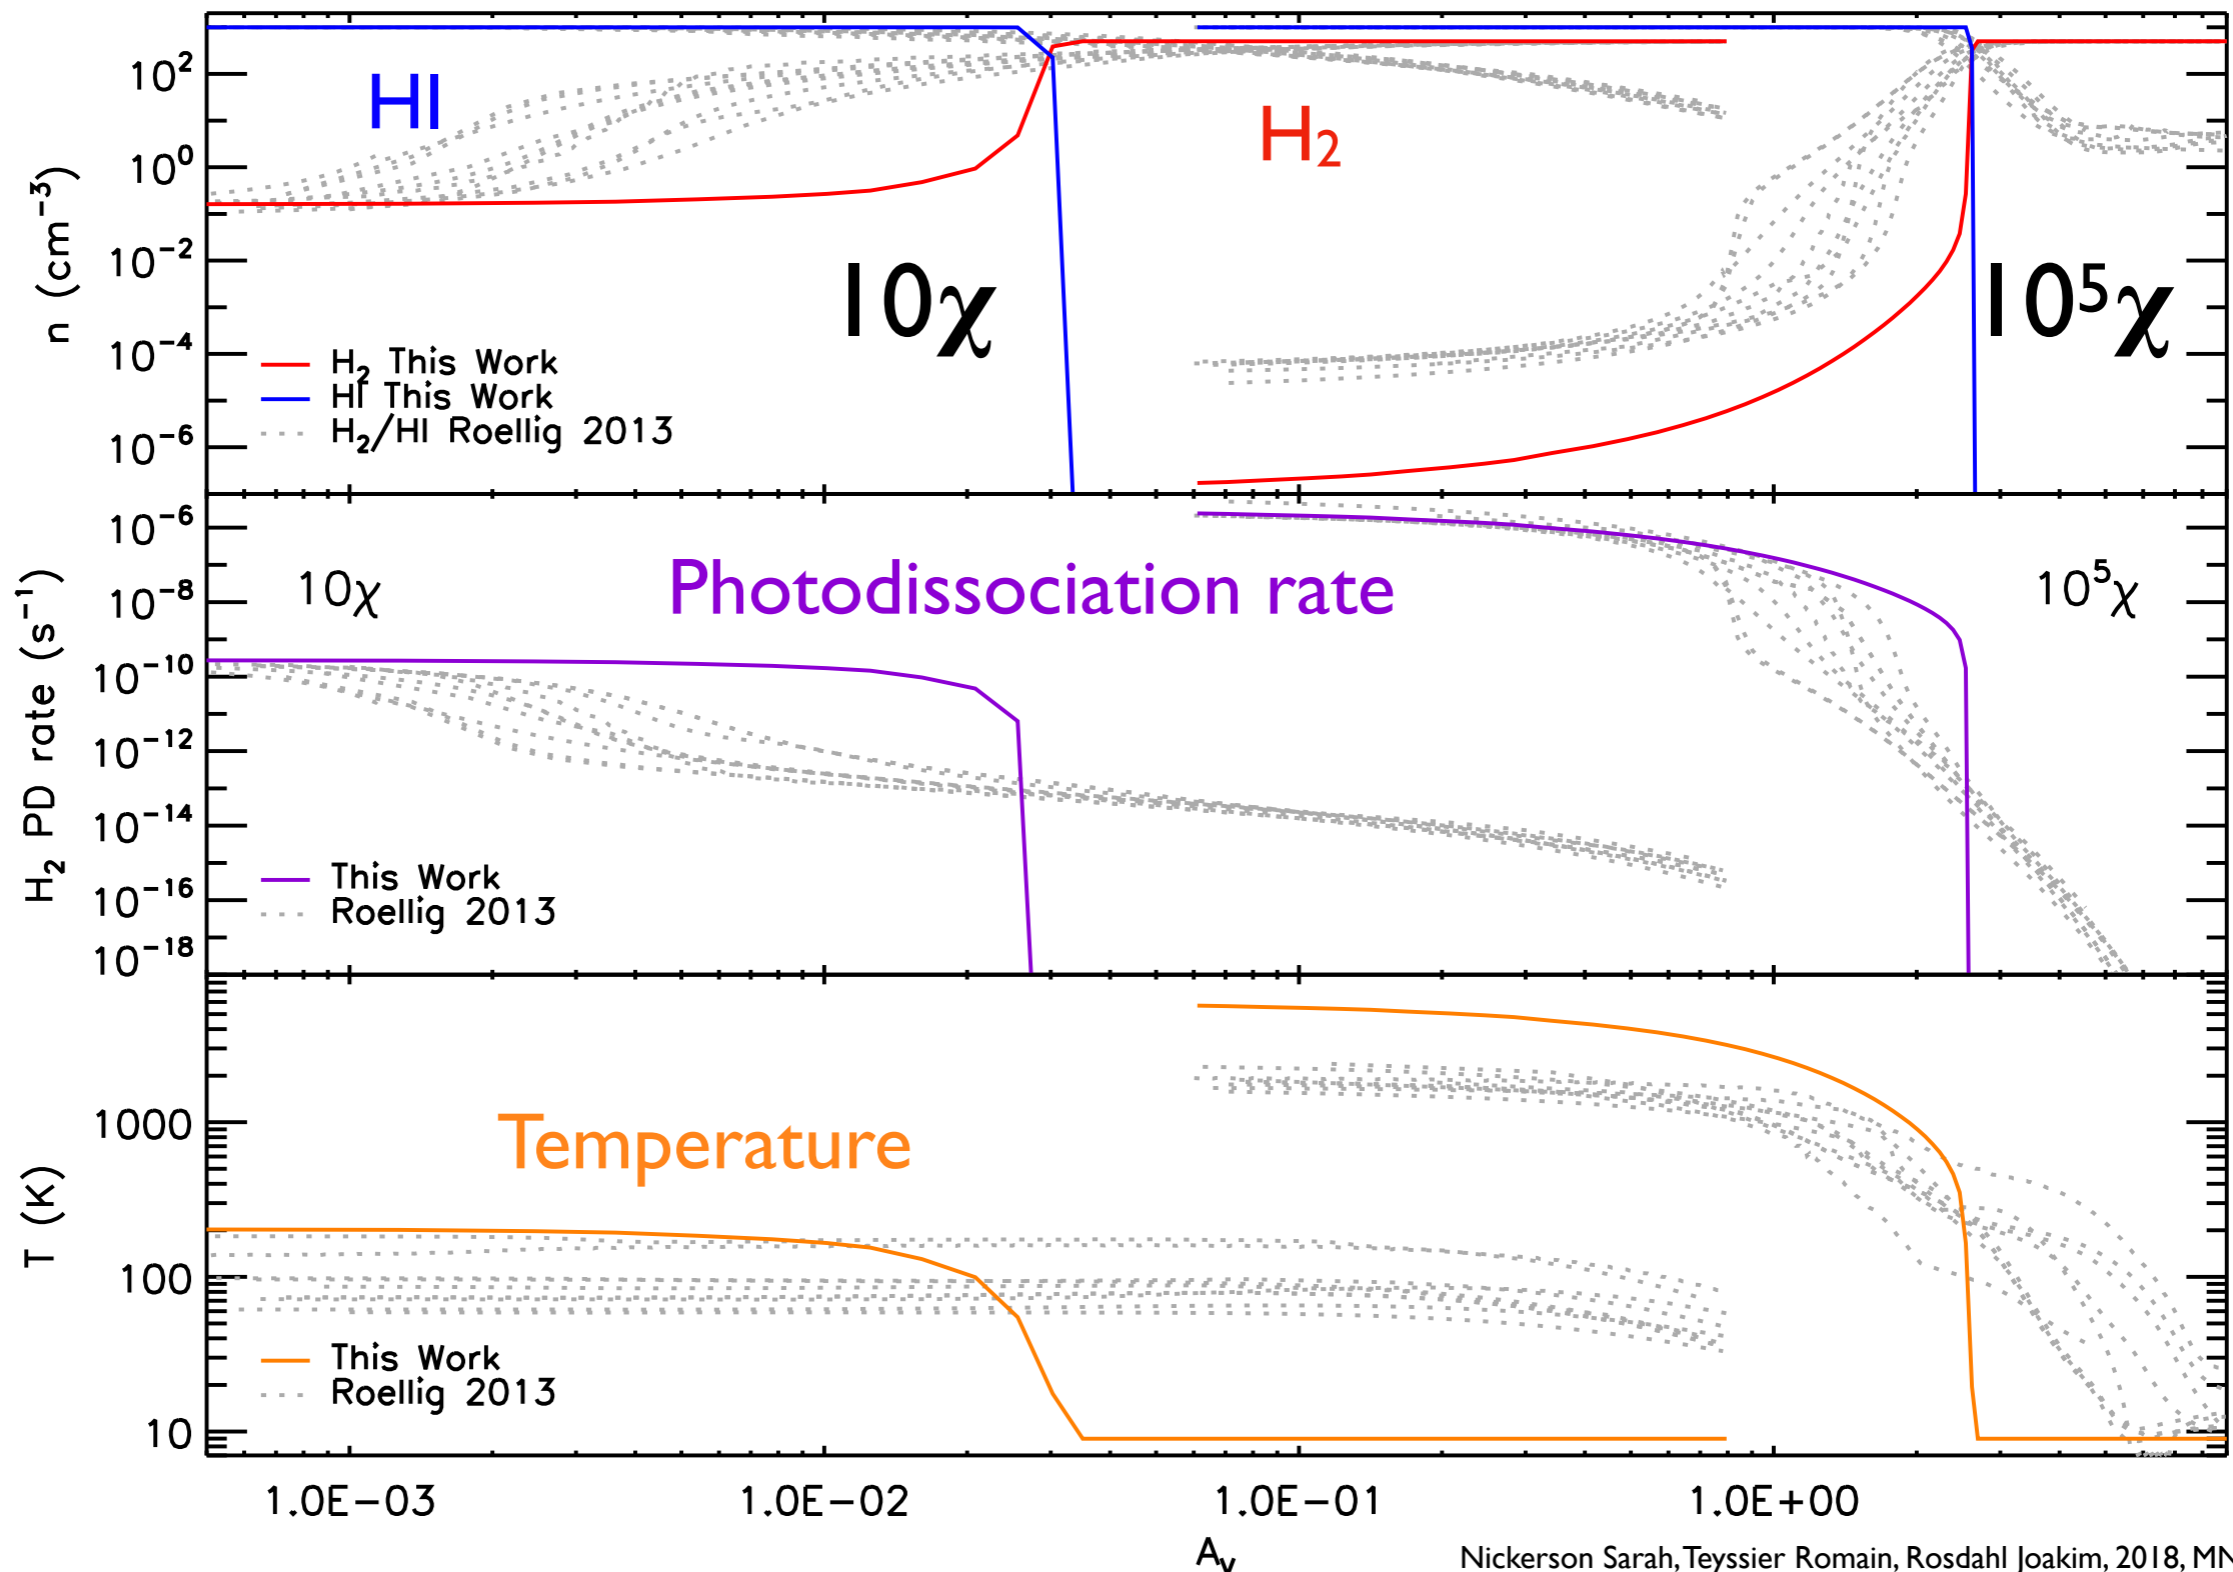 10²
10⁰
10⁻²
10⁻⁴
10⁻⁶
n (cm⁻³)
HI
H₂
10χ
10⁵χ
H₂ This Work
HI This Work
H₂/HI Roellig 2013
10⁻⁶
10⁻⁸
10⁻¹⁰
10⁻¹²
10⁻¹⁴
10⁻¹⁶
10⁻¹⁸
H₂ PD rate (s⁻¹)
10χ
Photodissociation rate
10⁵χ
This Work
Roellig 2013
1000
100
10
T (K)
Temperature
This Work
Roellig 2013
1.0E−03 1.0E−02 1.0E−01 1.0E+00
Aᵥ
Nickerson Sarah, Teyssier Romain, Rosdahl Joakim, 2018, MN